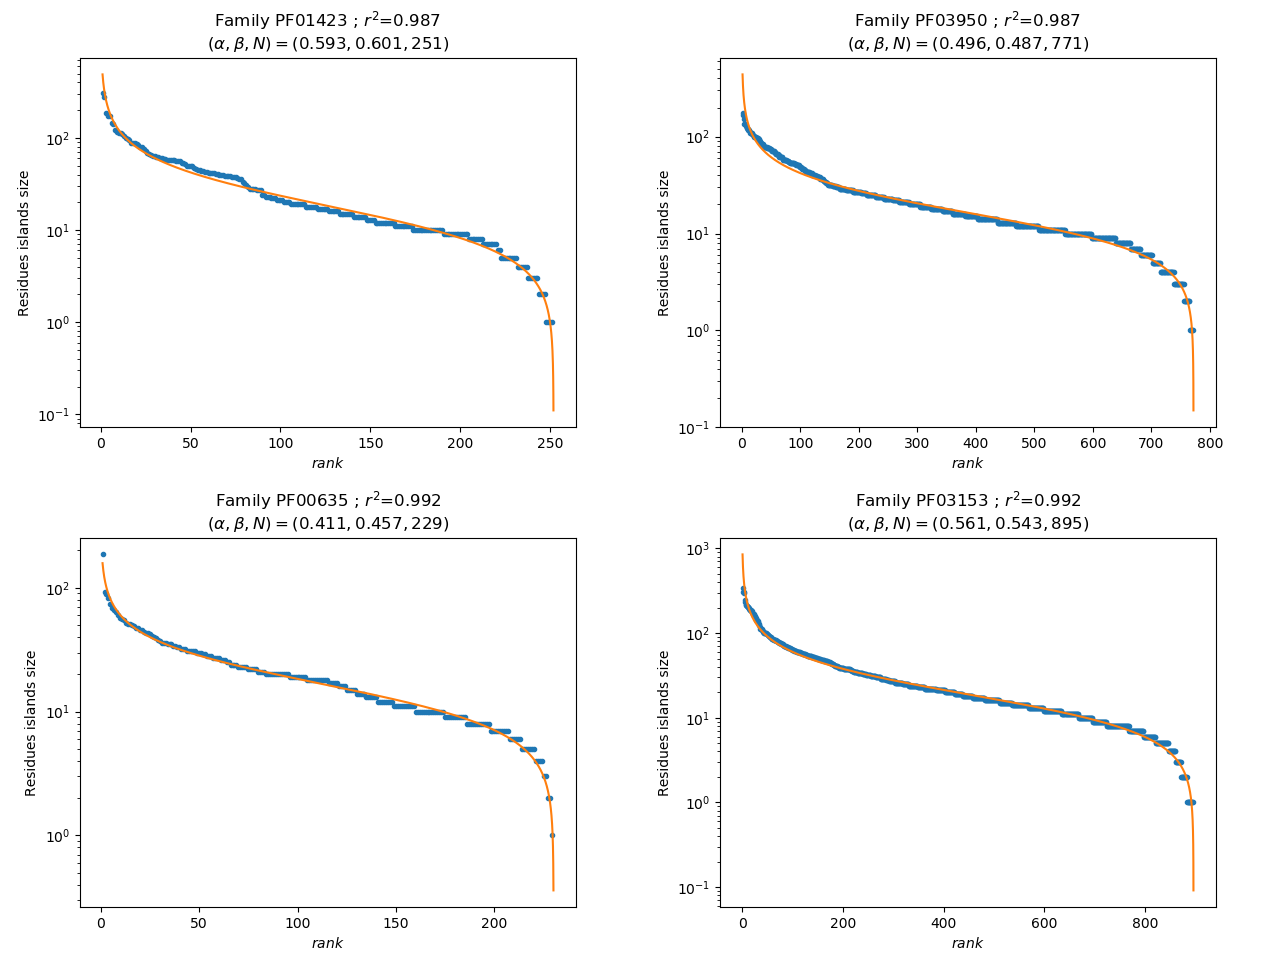 Family PF01423 ; r²=0.987
(α, β, N) = (0.593, 0.601, 251)
Residues islands size
10²
10¹
10⁰
10⁻¹
0 50 100 150 200 250
rank
Family PF03950 ; r²=0.987
(α, β, N) = (0.496, 0.487, 771)
Residues islands size
10²
10¹
10⁰
10⁻¹
0 100 200 300 400 500 600 700 800
rank
Family PF00635 ; r²=0.992
(α, β, N) = (0.411, 0.457, 229)
Residues islands size
10²
10¹
10⁰
0 50 100 150 200
rank
Family PF03153 ; r²=0.992
(α, β, N) = (0.561, 0.543, 895)
Residues islands size
10³
10²
10¹
10⁰
10⁻¹
0 200 400 600 800
rank